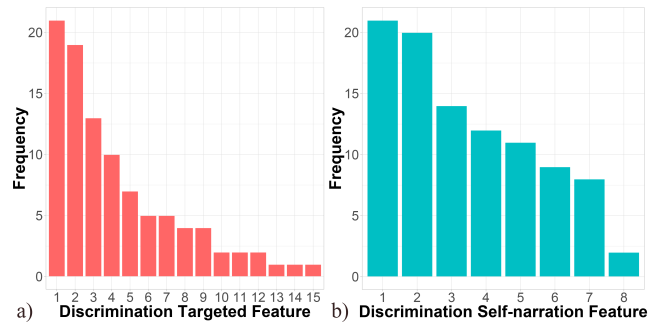 Frequency
20
15
10
5
0
1 2 3 4 5 6 7 8 9 10 11 12 13 14 15
a) Discrimination Targeted Feature
Frequency
20
15
10
5
0
1 2 3 4 5 6 7 8
b) Discrimination Self-narration Feature